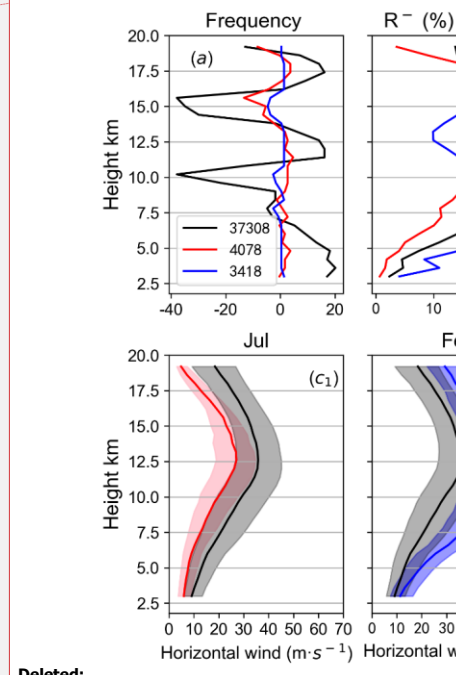 Frequency
R⁻ (%)
(a)
Height km
20.0
17.5
15.0
12.5
10.0
7.5
5.0
2.5
37308
4078
3418
-40 -20 0 20
0 10
Jul
(c₁)
Height km
20.0
17.5
15.0
12.5
10.0
7.5
5.0
2.5
0 10 20 30 40 50 60 70
0 10 20 30
Horizontal wind (m·s⁻¹)
Horizontal w
Deleted: